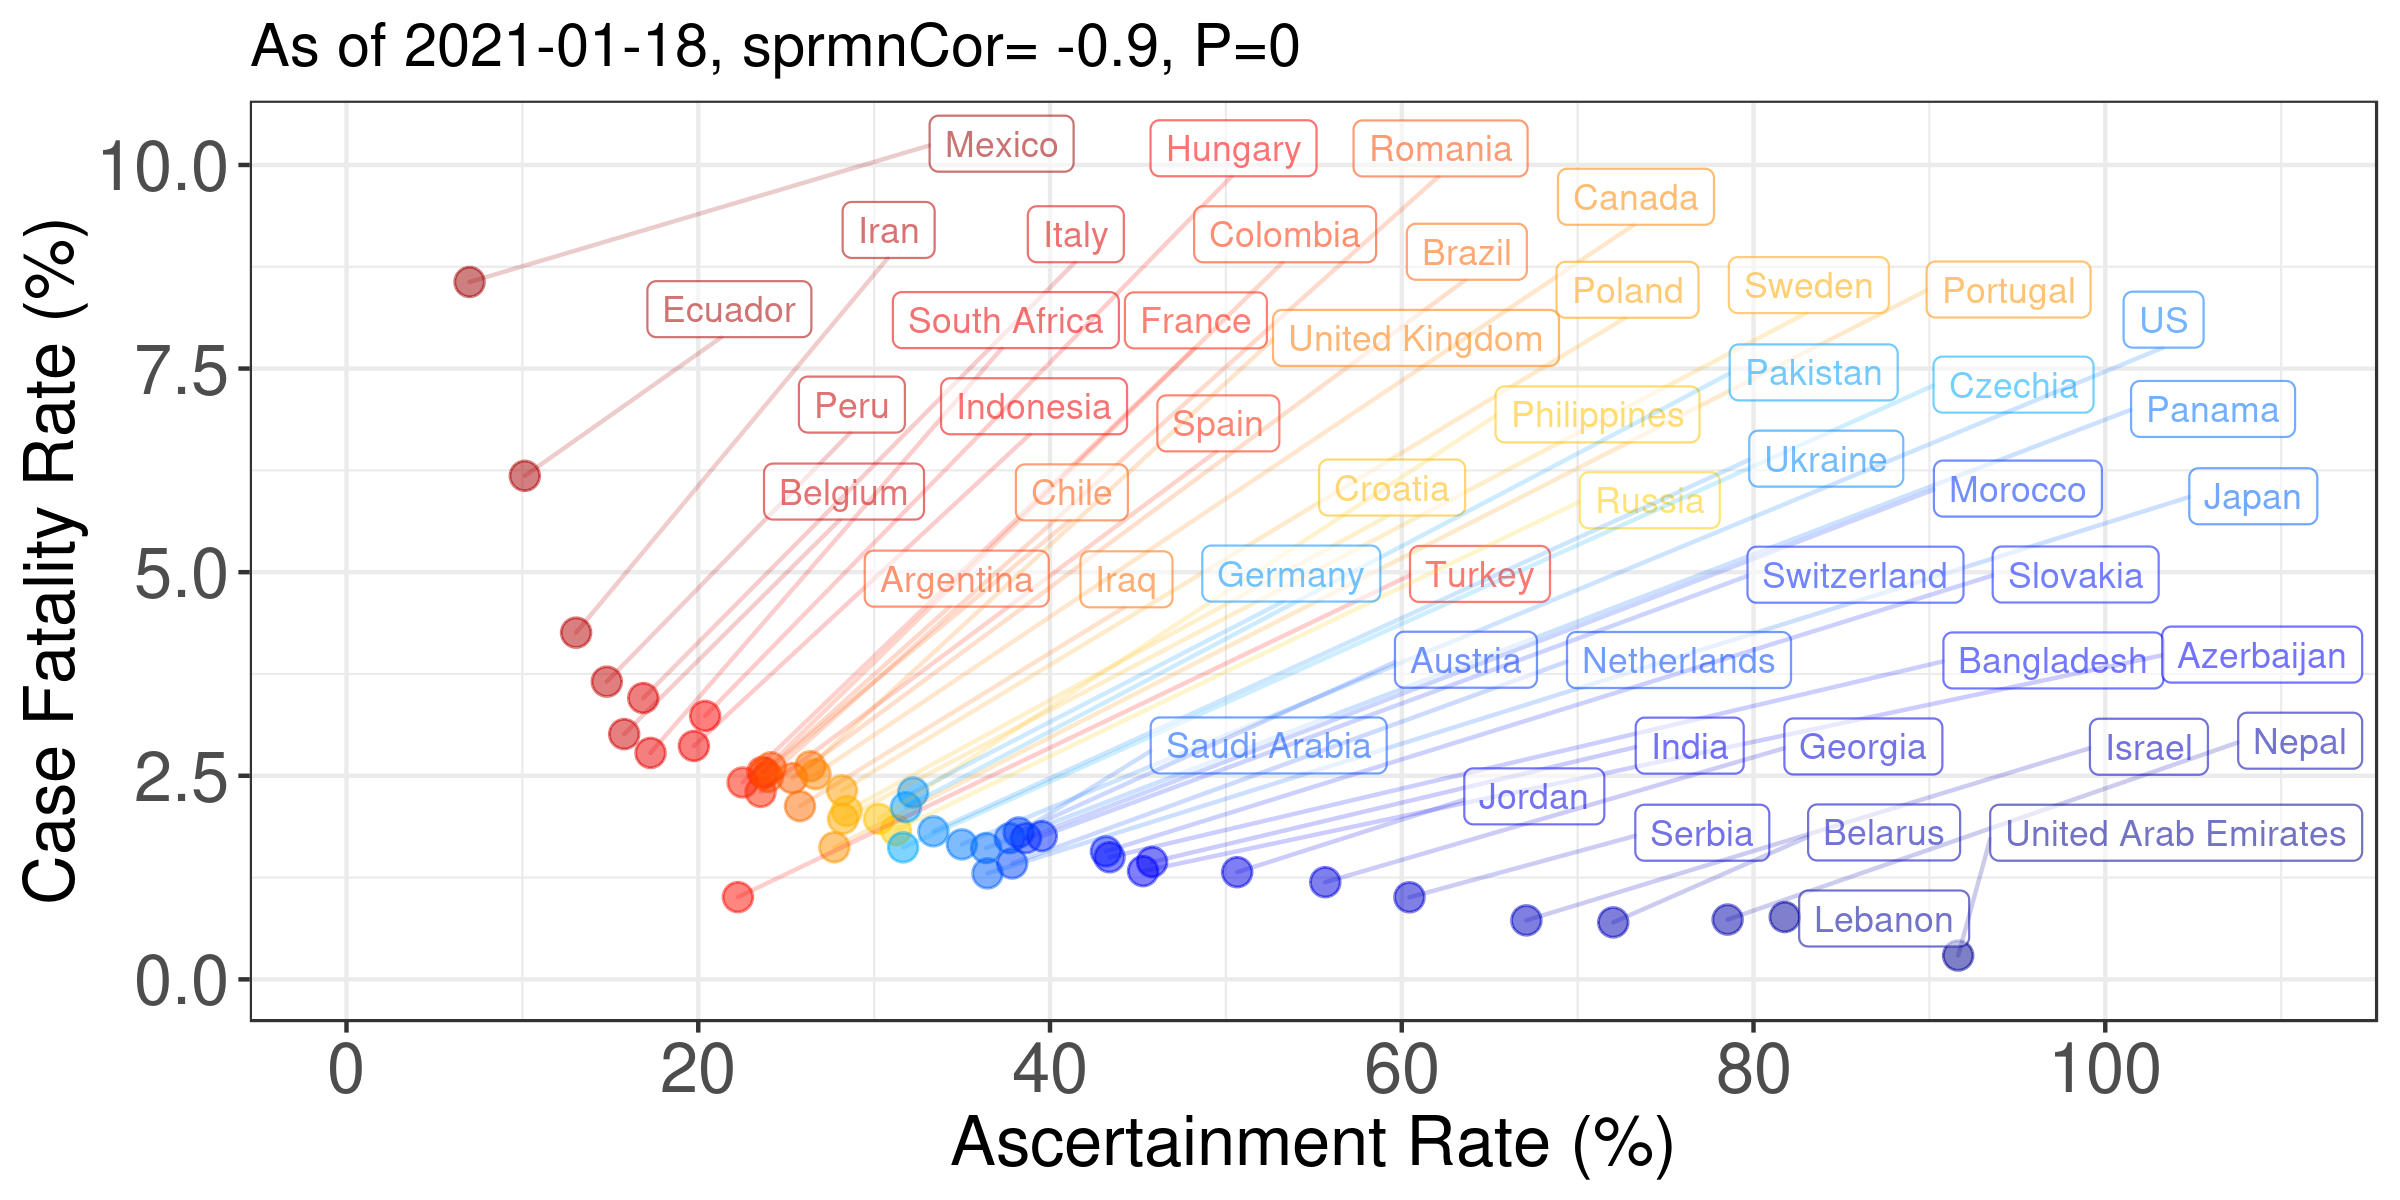 As of 2021-01-18, sprmnCor= -0.9, P=0
Case Fatality Rate (%)
10.0
7.5
5.0
2.5
0.0
Mexico
Hungary
Romania
Canada
Iran
Italy
Colombia
Brazil
Ecuador
South Africa
France
United Kingdom
Poland
Sweden
Portugal
US
Peru
Indonesia
Spain
Philippines
Pakistan
Czechia
Panama
Belgium
Chile
Croatia
Russia
Ukraine
Morocco
Japan
Argentina
Iraq
Germany
Turkey
Switzerland
Slovakia
Austria
Netherlands
Bangladesh
Azerbaijan
Saudi Arabia
India
Georgia
Israel
Nepal
Jordan
Serbia
Belarus
United Arab Emirates
Lebanon
0
20
40
60
80
100
Ascertainment Rate (%)